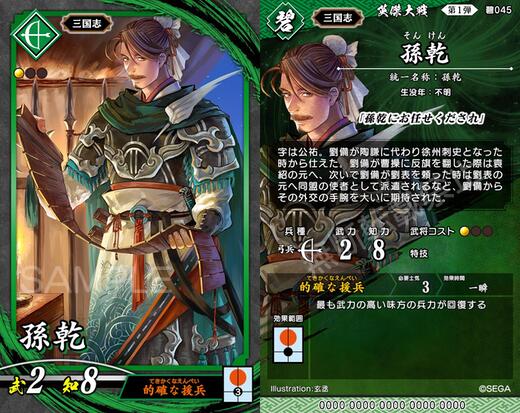 三国志
SAMPLE
孫乾
武2 知8
てきかくなえんぺい
的確な援兵
3
碧
三国志
英傑大戦
第1弾
碧045
そん けん
孫乾
統一名称：孫乾
生没年：不明
「孫乾にお任せくだされ」
字は公祐。劉備が陶謙に代わり徐州刺史となった
時から仕えた。劉備が曹操に反旗を翻した際は袁
紹の元へ、次いで劉備が劉表を頼った時は劉表の
元へ同盟の使者として派遣されるなど、劉備から
その外交の手腕を大いに期待された。
兵種 武力 知力 武将コスト
弓兵 2 8 特技
てきかくなえんぺい 必要士気 効果時間
的確な援兵 3 一瞬
最も武力の高い味方の兵力が回復する
効果範囲
SAMPLE
Illustration:玄塗
©SEGA
0000-0000-0000-0000-0000